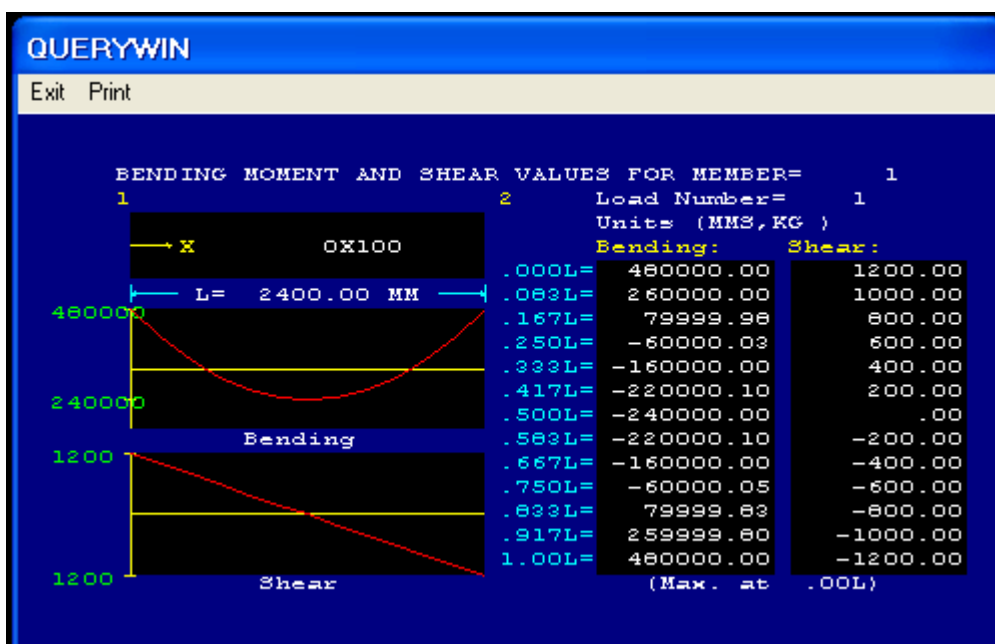 QUERYWIN
Exit Print
BENDING MOMENT AND SHEAR VALUES FOR MEMBER= 1
1 2 Load Number= 1
Units (MMS,KG )
X 0X100 Bending: Shear:
.000L= 480000.00 1200.00
L= 2400.00 MM .083L= 260000.00 1000.00
480000 .167L= 79999.98 800.00
.250L= -60000.03 600.00
.333L= -160000.00 400.00
240000 .417L= -220000.10 200.00
.500L= -240000.00 .00
Bending .583L= -220000.10 -200.00
1200 .667L= -160000.00 -400.00
.750L= -60000.05 -600.00
.833L= 79999.83 -800.00
.917L= 259999.80 -1000.00
1.00L= 480000.00 -1200.00
1200 Shear (Max. at .00L)